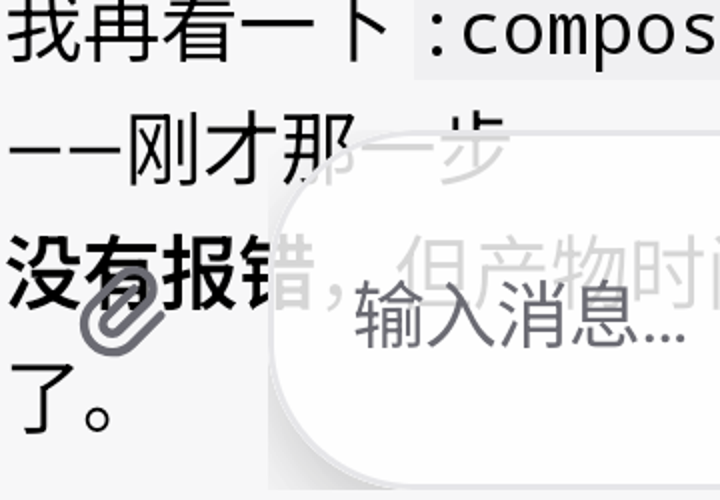 我再看一下 :compos
——刚才那一步
没有报错，但产物时间
了。
输入消息...